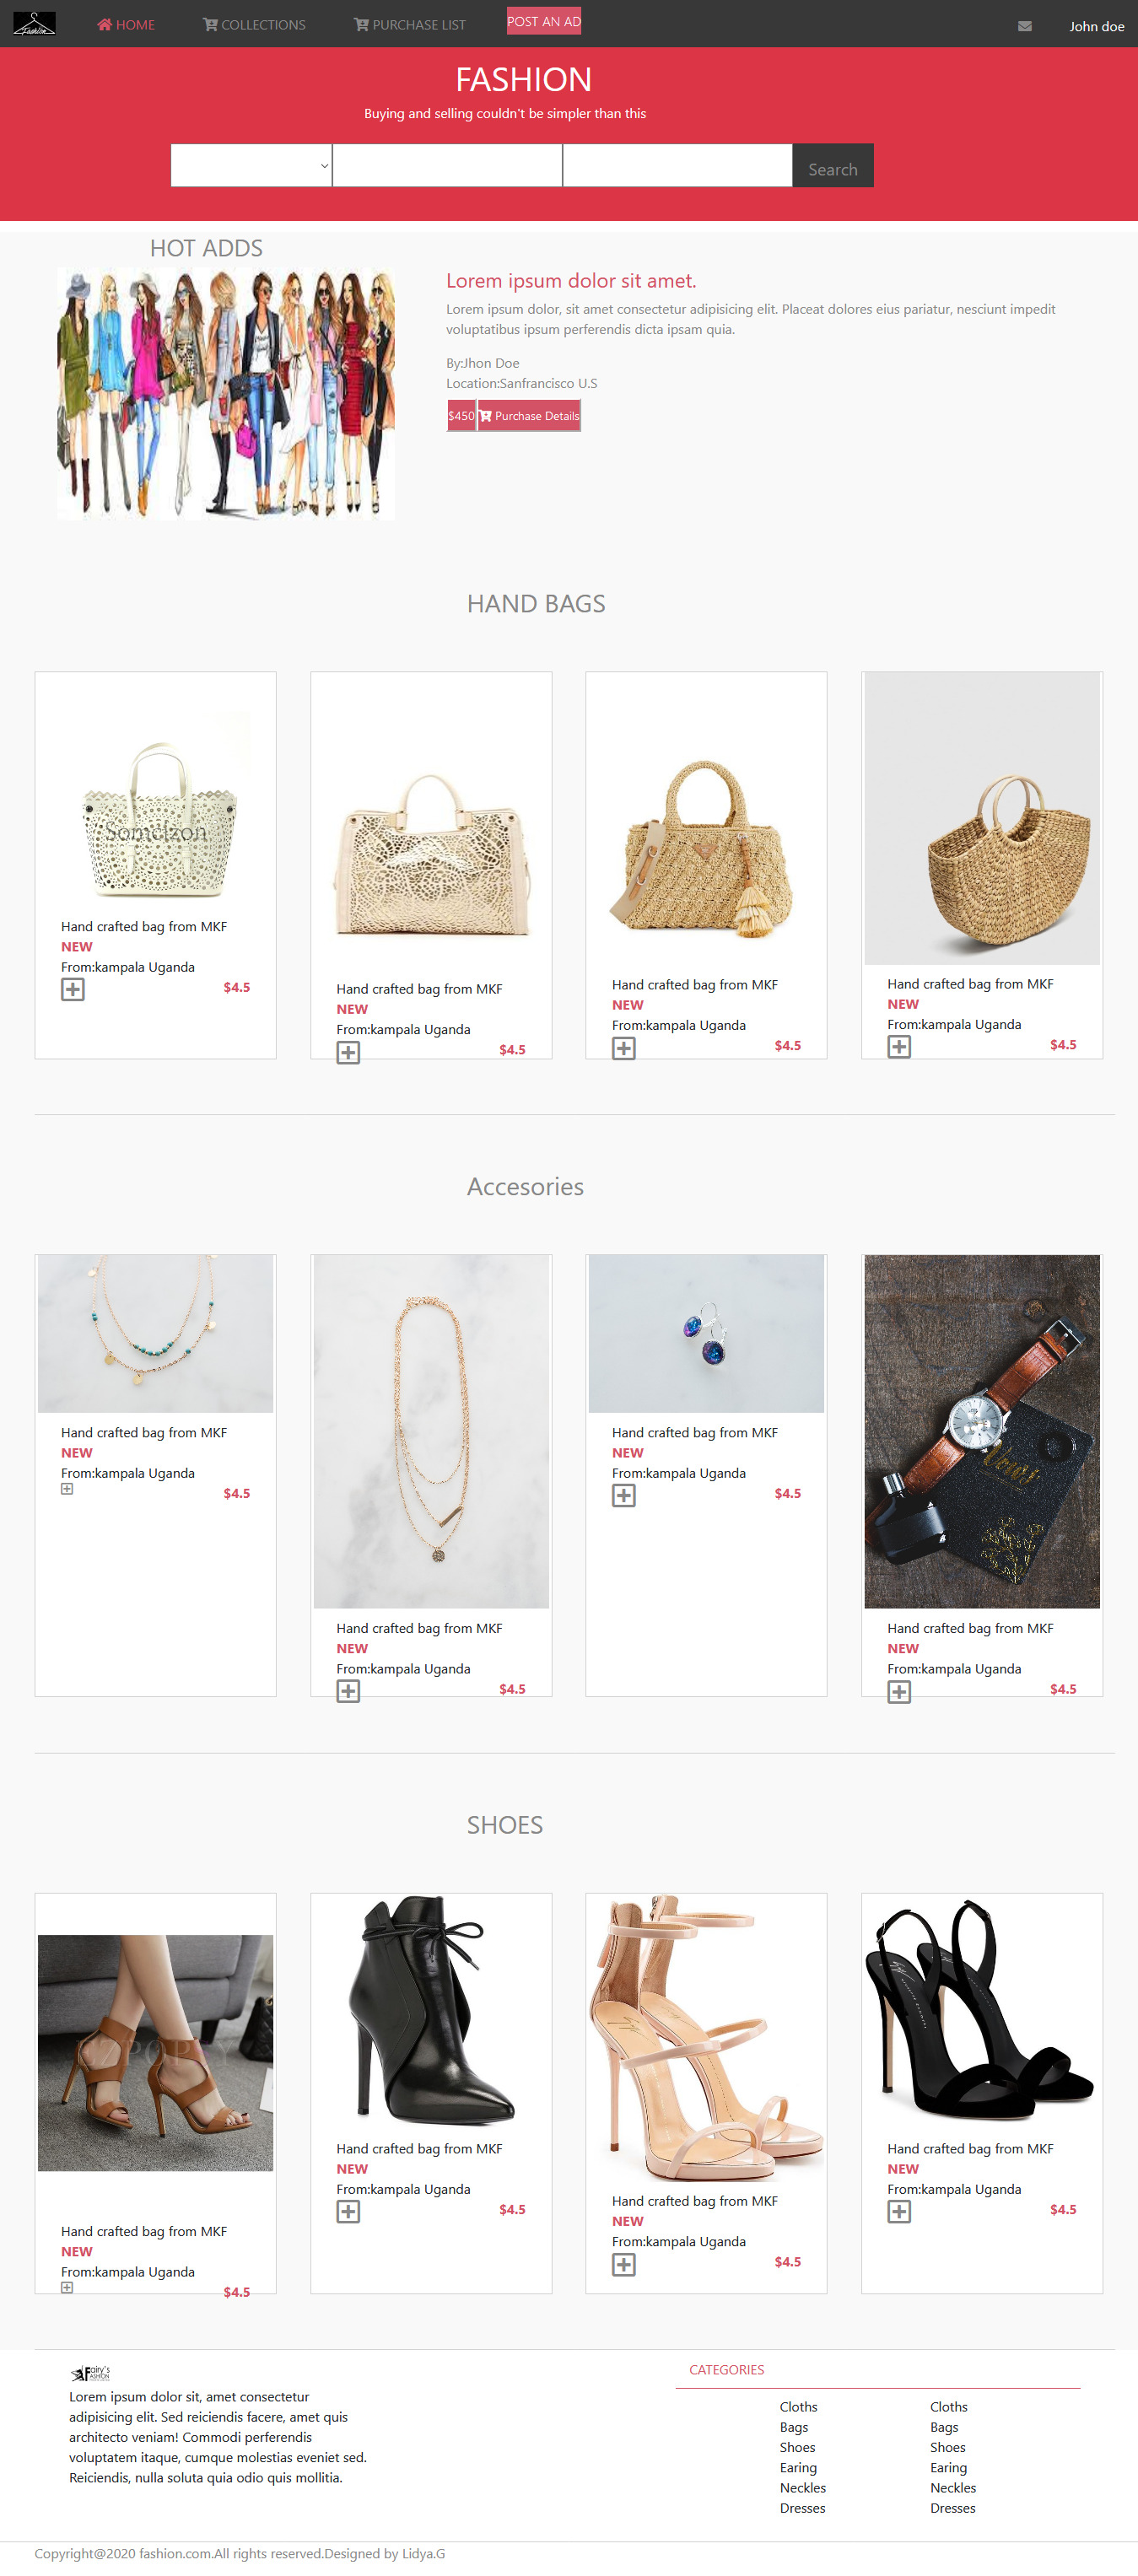 Fashion
HOME
COLLECTIONS
PURCHASE LIST
POST AN AD
John doe
FASHION
Buying and selling couldn't be simpler than this
Search
HOT ADDS
Lorem ipsum dolor sit amet.
Lorem ipsum dolor, sit amet consectetur adipisicing elit. Placeat dolores eius pariatur, nesciunt impedit
voluptatibus ipsum perferendis dicta ipsam quia.
By:Jhon Doe
Location:Sanfrancisco U.S
$450
Purchase Details
HAND BAGS
Somelzon
Hand crafted bag from MKF
NEW
From:kampala Uganda
$4.5
Hand crafted bag from MKF
NEW
From:kampala Uganda
$4.5
Hand crafted bag from MKF
NEW
From:kampala Uganda
$4.5
Hand crafted bag from MKF
NEW
From:kampala Uganda
$4.5
Accesories
Hand crafted bag from MKF
NEW
From:kampala Uganda
$4.5
Hand crafted bag from MKF
NEW
From:kampala Uganda
$4.5
Hand crafted bag from MKF
NEW
From:kampala Uganda
$4.5
Hand crafted bag from MKF
NEW
From:kampala Uganda
$4.5
SHOES
Hand crafted bag from MKF
NEW
From:kampala Uganda
$4.5
Hand crafted bag from MKF
NEW
From:kampala Uganda
$4.5
Hand crafted bag from MKF
NEW
From:kampala Uganda
$4.5
Hand crafted bag from MKF
NEW
From:kampala Uganda
$4.5
Fairy's
FASHION
Lorem ipsum dolor sit, amet consectetur
adipisicing elit. Sed reiciendis facere, amet quis
architecto veniam! Commodi perferendis
voluptatem itaque, cumque molestias eveniet sed.
Reiciendis, nulla soluta quia odio quis mollitia.
CATEGORIES
Cloths
Bags
Shoes
Earing
Neckles
Dresses
Cloths
Bags
Shoes
Earing
Neckles
Dresses
Copyright@2020 fashion.com.All rights reserved.Designed by Lidya.G